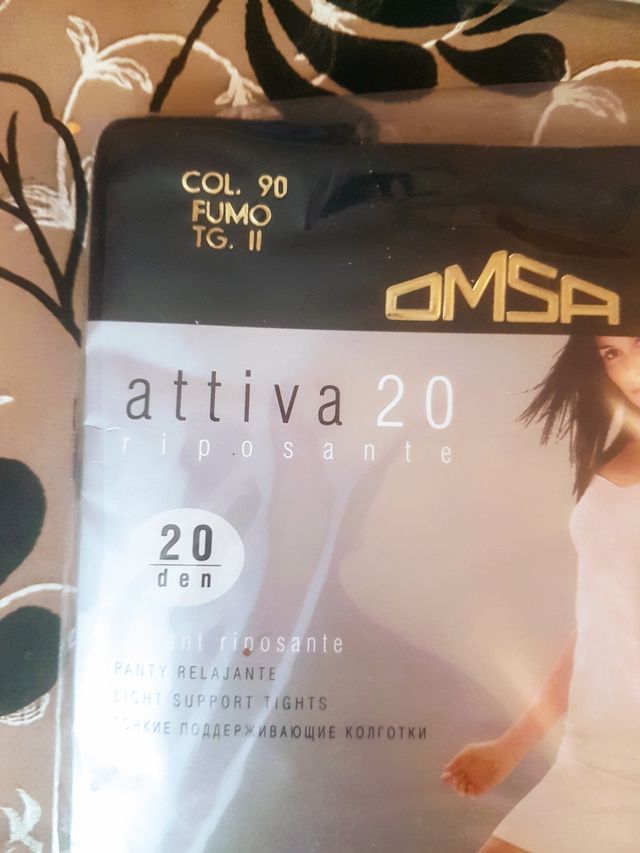 COL. 90
FUMO
TG. II
OMSA
attiva 20
riposante
20
den
riposante
PANTY RELAJANTE
LIGHT SUPPORT TIGHTS
ТОНКИЕ ПОДДЕРЖИВАЮЩИЕ КОЛГОТКИ